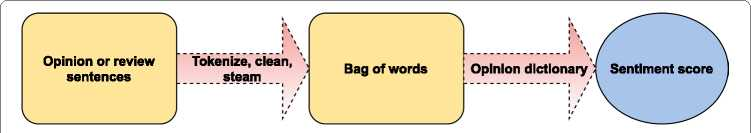 Opinion or review
sentences
Tokenize, clean,
steam
Bag of words
Opinion dictionary
Sentiment score